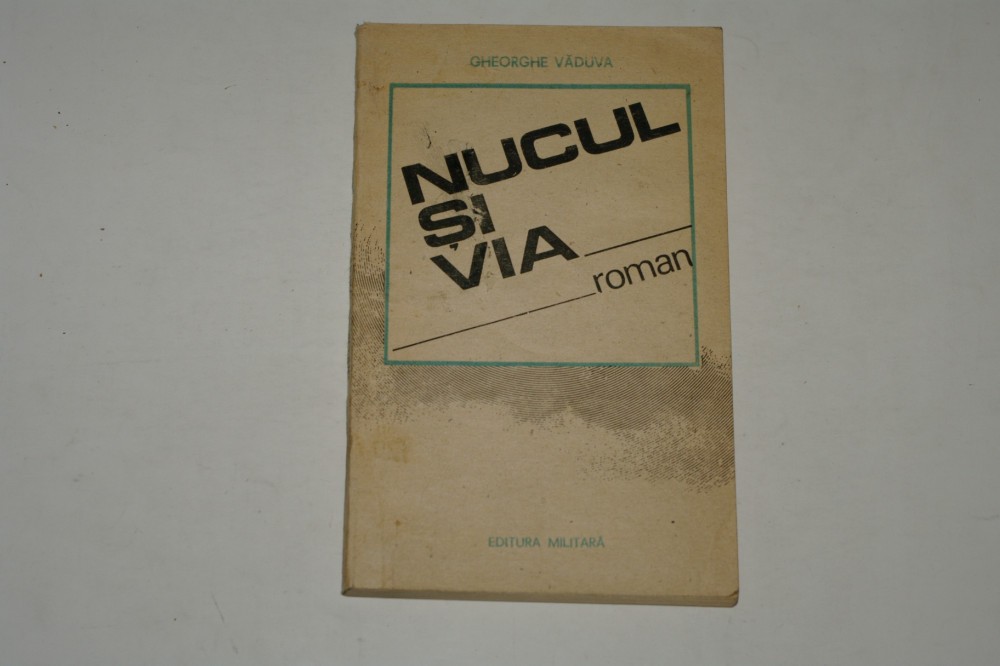 GHEORGHE VĂDUVA
NUCUL
ȘI
VIA
roman
EDITURA MILITARĂ